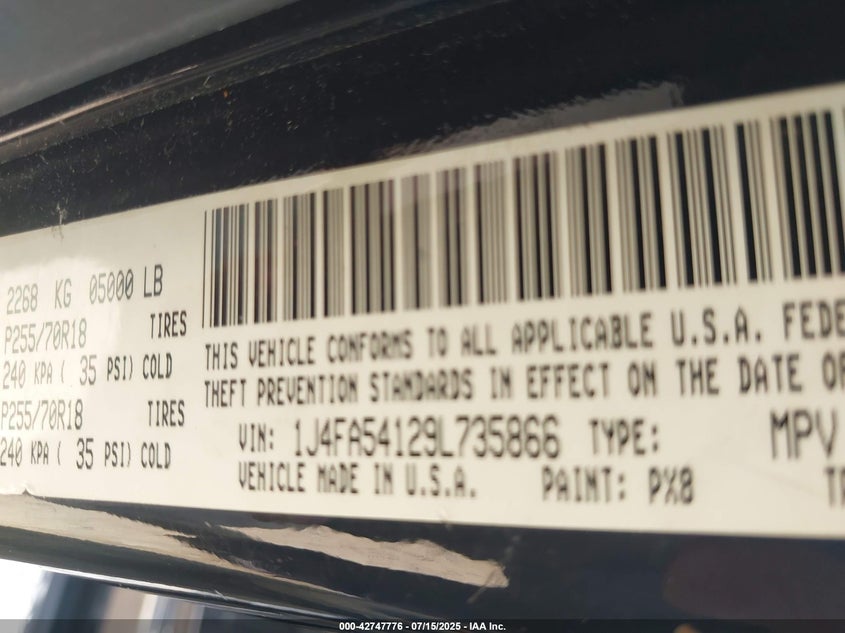 2268 KG 05000 LB
P255/70R18 TIRES
240 KPA ( 35 PSI) COLD
P255/70R18 TIRES
240 KPA ( 35 PSI) COLD
THIS VEHICLE CONFORMS TO ALL APPLICABLE U.S.A. FEDE
THEFT PREVENTION STANDARDS IN EFFECT ON THE DATE OF
VIN: 1J4FA54129L735866 TYPE: MPV
VEHICLE MADE IN U.S.A. PAINT: PX8
000-42747776 - 07/15/2025 - IAA Inc.